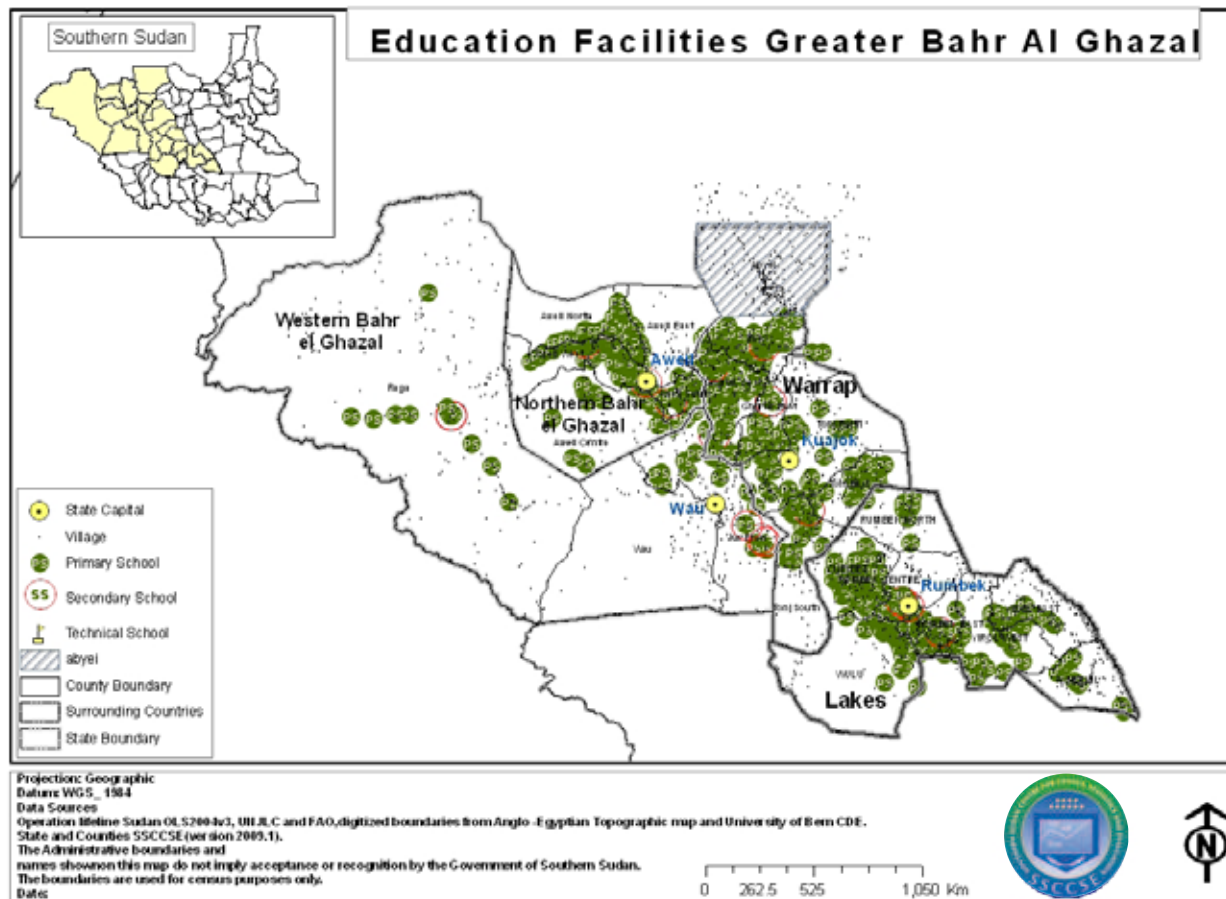 Southern Sudan
Education Facilities Greater Bahr Al Ghazal
Western Bahr
el Ghazal
Raga
Aweil North
Aweil East
Aweil
Northern Bahr
el Ghazal
Aweil Centre
Warrap
Kuajok
Wau
Wau
RUMBEK NORTH
Rumbek
Tonj South
WULU
Lakes
PS
State Capital
Village
Primary School
SS
Secondary School
Technical School
abyei
County Boundary
Surrounding Countries
State Boundary
Projection: Geographic
Datum: WGS_ 1984
Data Sources
Operation lifeline Sudan OLS2004v3, UNJLC and FAO,digitized boundaries from Anglo -Egyptian Topographic map and University of Bern CDE.
State and Counties SSCCSE(version 2009.1).
The Administrative boundaries and
names shownon this map do not imply acceptance or recognition by the Government of Southern Sudan.
The boundaries are used for census purposes only.
Date:
0 262.5 525 1,050 Km
SSCCSE
N